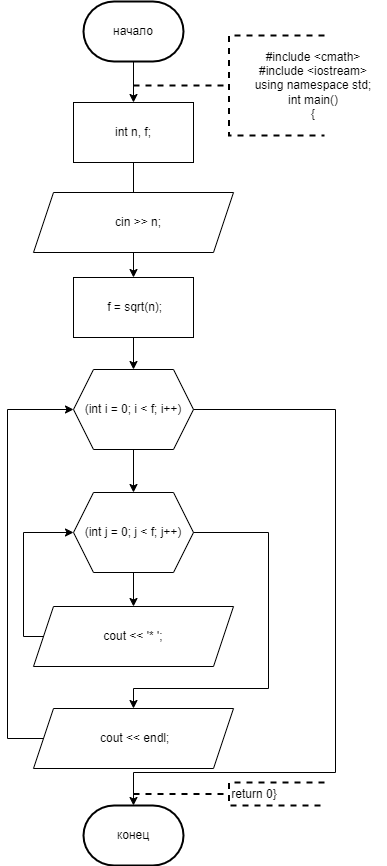 начало
#include <cmath>
#include <iostream>
using namespace std;
int main()
{
int n, f;
cin >> n;
f = sqrt(n);
(int i = 0; i < f; i++)
(int j = 0; j < f; j++)
cout << '* ';
cout << endl;
return 0}
конец